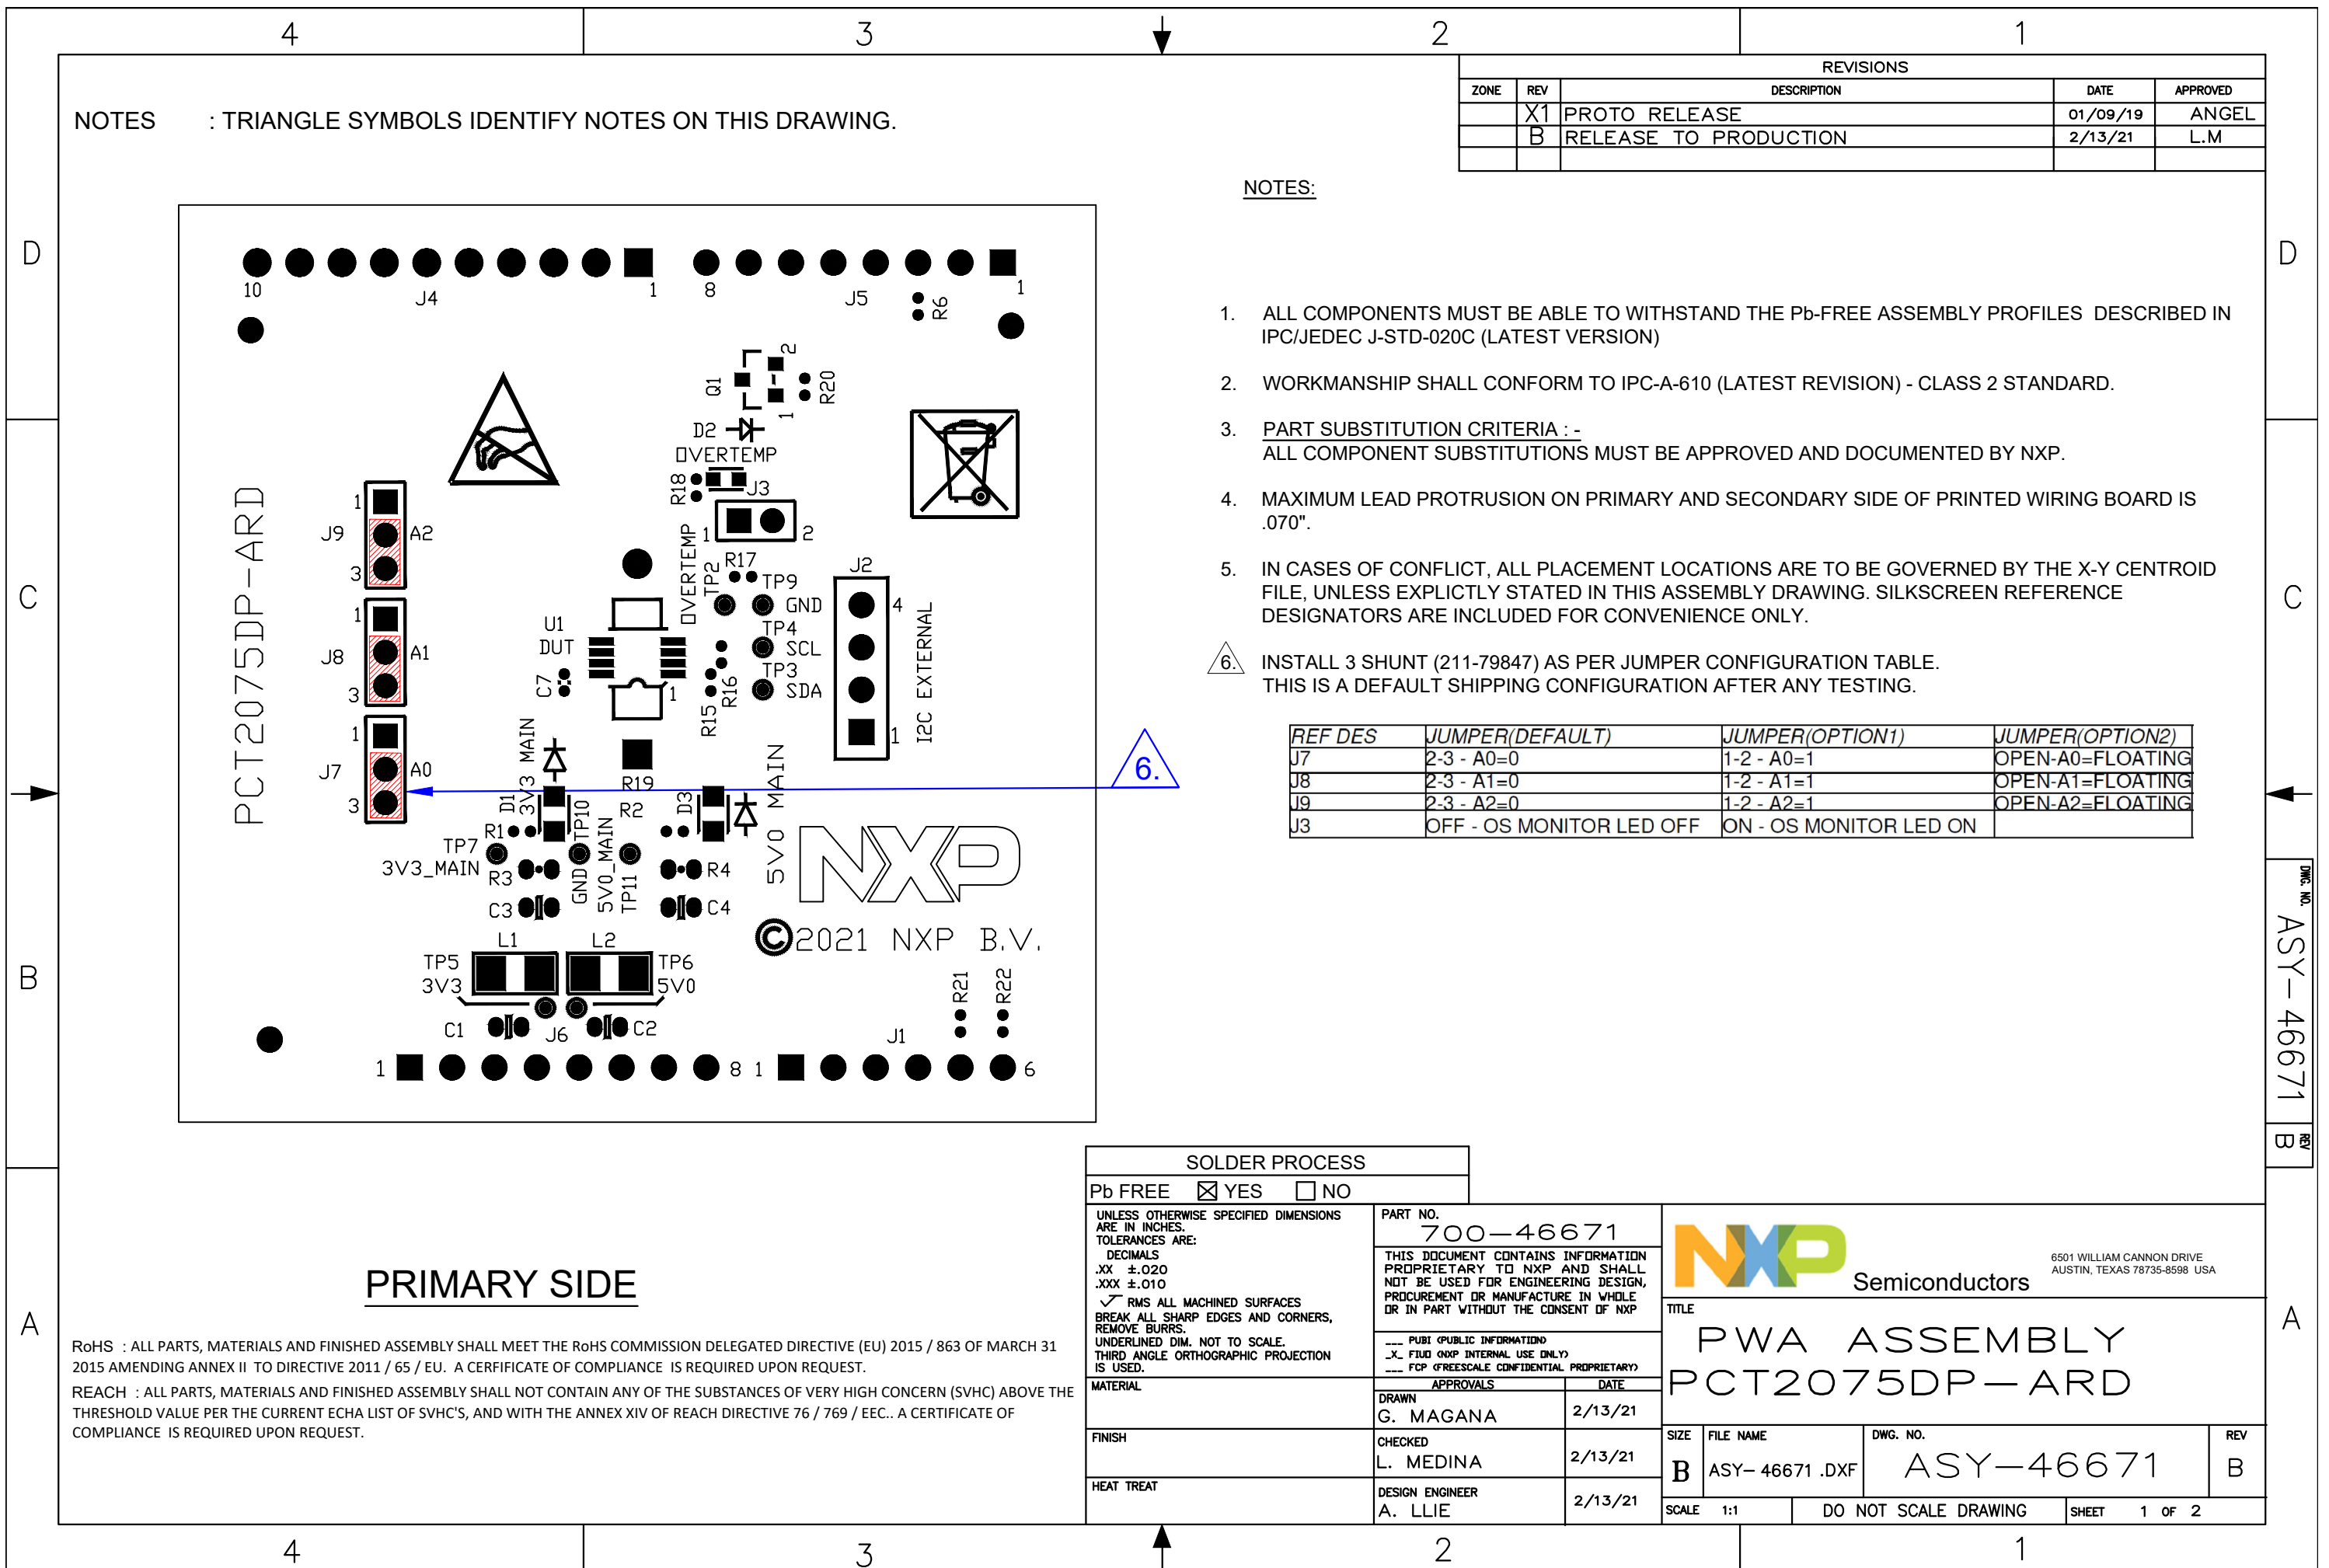 4 3 2 1
NOTES : TRIANGLE SYMBOLS IDENTIFY NOTES ON THIS DRAWING.
REVISIONS
ZONE REV DESCRIPTION DATE APPROVED
X1 PROTO RELEASE 01/09/19 ANGEL
B RELEASE TO PRODUCTION 2/13/21 L.M
D D
C C
B
A A
10 J4 1 8 J5 1
R6
Q1 2 1 R20
D2
OVERTEMP
R18 J3
1 2
PCT2075DP-ARD
1 J9 A2 3
1 J8 A1 3
1 J7 A0 3
OVERTEMP
TP2
R17
TP9
GND
TP4
SCL
TP3
SDA
J2
4
1
I2C EXTERNAL
U1
DUT
C7
1
R15
R16
R19
3V3 MAIN
D1
TP10
R2
D3
5V0 MAIN
R1
TP7
3V3_MAIN
R3
GND
5V0_MAIN
TP11
R4
C3
C4
NXP
©2021 NXP B.V.
L1 L2
TP5 TP6
3V3 5V0
R21 R22
C1 J6 C2 J1
1 8 1 6
6.
NOTES:
1. ALL COMPONENTS MUST BE ABLE TO WITHSTAND THE Pb-FREE ASSEMBLY PROFILES DESCRIBED IN
IPC/JEDEC J-STD-020C (LATEST VERSION)
2. WORKMANSHIP SHALL CONFORM TO IPC-A-610 (LATEST REVISION) - CLASS 2 STANDARD.
3. PART SUBSTITUTION CRITERIA : -
ALL COMPONENT SUBSTITUTIONS MUST BE APPROVED AND DOCUMENTED BY NXP.
4. MAXIMUM LEAD PROTRUSION ON PRIMARY AND SECONDARY SIDE OF PRINTED WIRING BOARD IS
.070".
5. IN CASES OF CONFLICT, ALL PLACEMENT LOCATIONS ARE TO BE GOVERNED BY THE X-Y CENTROID
FILE, UNLESS EXPLICTLY STATED IN THIS ASSEMBLY DRAWING. SILKSCREEN REFERENCE
DESIGNATORS ARE INCLUDED FOR CONVENIENCE ONLY.
6. INSTALL 3 SHUNT (211-79847) AS PER JUMPER CONFIGURATION TABLE.
THIS IS A DEFAULT SHIPPING CONFIGURATION AFTER ANY TESTING.
REF DES JUMPER(DEFAULT) JUMPER(OPTION1) JUMPER(OPTION2)
J7 2-3 - A0=0 1-2 - A0=1 OPEN-A0=FLOATING
J8 2-3 - A1=0 1-2 - A1=1 OPEN-A1=FLOATING
J9 2-3 - A2=0 1-2 - A2=1 OPEN-A2=FLOATING
J3 OFF - OS MONITOR LED OFF ON - OS MONITOR LED ON
DWG. NO. ASY-46671
REV B
PRIMARY SIDE
RoHS : ALL PARTS, MATERIALS AND FINISHED ASSEMBLY SHALL MEET THE RoHS COMMISSION DELEGATED DIRECTIVE (EU) 2015 / 863 OF MARCH 31
2015 AMENDING ANNEX II TO DIRECTIVE 2011 / 65 / EU. A CERFIFICATE OF COMPLIANCE IS REQUIRED UPON REQUEST.
REACH : ALL PARTS, MATERIALS AND FINISHED ASSEMBLY SHALL NOT CONTAIN ANY OF THE SUBSTANCES OF VERY HIGH CONCERN (SVHC) ABOVE THE
THRESHOLD VALUE PER THE CURRENT ECHA LIST OF SVHC'S, AND WITH THE ANNEX XIV OF REACH DIRECTIVE 76 / 769 / EEC.. A CERTIFICATE OF
COMPLIANCE IS REQUIRED UPON REQUEST.
SOLDER PROCESS
Pb FREE YES NO
UNLESS OTHERWISE SPECIFIED DIMENSIONS
ARE IN INCHES.
TOLERANCES ARE:
DECIMALS
.XX ±.020
.XXX ±.010
RMS ALL MACHINED SURFACES
BREAK ALL SHARP EDGES AND CORNERS,
REMOVE BURRS.
UNDERLINED DIM. NOT TO SCALE.
THIRD ANGLE ORTHOGRAPHIC PROJECTION
IS USED.
MATERIAL
FINISH
HEAT TREAT
PART NO.
700-46671
THIS DOCUMENT CONTAINS INFORMATION
PROPRIETARY TO NXP AND SHALL
NOT BE USED FOR ENGINEERING DESIGN,
PROCUREMENT OR MANUFACTURE IN WHOLE
OR IN PART WITHOUT THE CONSENT OF NXP
___ PUBI (PUBLIC INFORMATION)
_X_ FIUO (NXP INTERNAL USE ONLY)
___ FCP (FREESCALE CONFIDENTIAL PROPRIETARY)
APPROVALS DATE
DRAWN
G. MAGANA 2/13/21
CHECKED
L. MEDINA 2/13/21
DESIGN ENGINEER
A. LLIE 2/13/21
NXP Semiconductors
6501 WILLIAM CANNON DRIVE
AUSTIN, TEXAS 78735-8598 USA
TITLE
PWA ASSEMBLY
PCT2075DP-ARD
SIZE FILE NAME DWG. NO. REV
B ASY- 46671 .DXF ASY-46671 B
SCALE 1:1 DO NOT SCALE DRAWING SHEET 1 OF 2
4 3 2 1